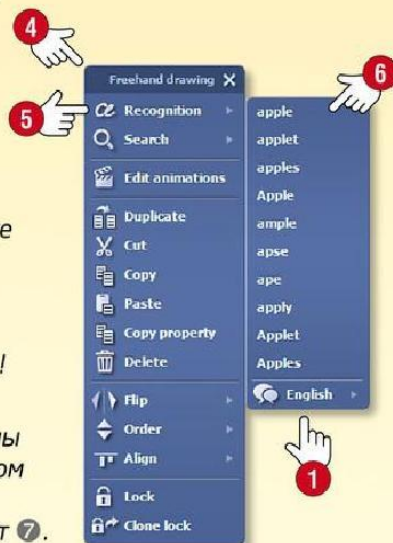 4
Freehand drawing X
5
Recognition
Search
Edit animations
Duplicate
Cut
Copy
Paste
Copy property
Delete
Flip
Order
Align
Lock
Clone lock
6
apple
applet
apples
Apple
ample
apse
ape
apply
Applet
Apples
English
1
е
!
ы
ом
т 7.